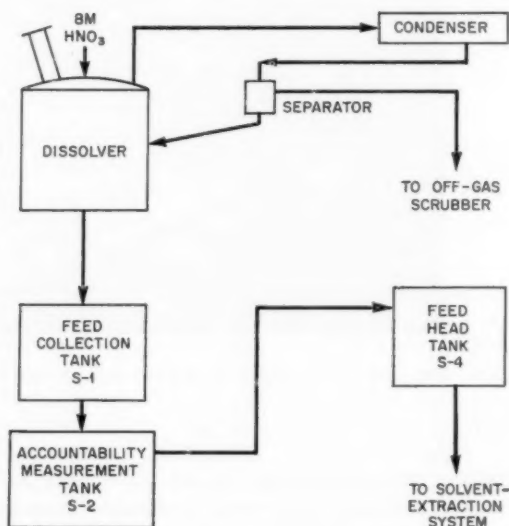 8M
HNO₃
CONDENSER
SEPARATOR
DISSOLVER
TO OFF-GAS
SCRUBBER
FEED
COLLECTION
TANK
S-1
FEED
HEAD
TANK
S-4
ACCOUNTABILITY
MEASUREMENT
TANK
S-2
TO SOLVENT-
EXTRACTION
SYSTEM